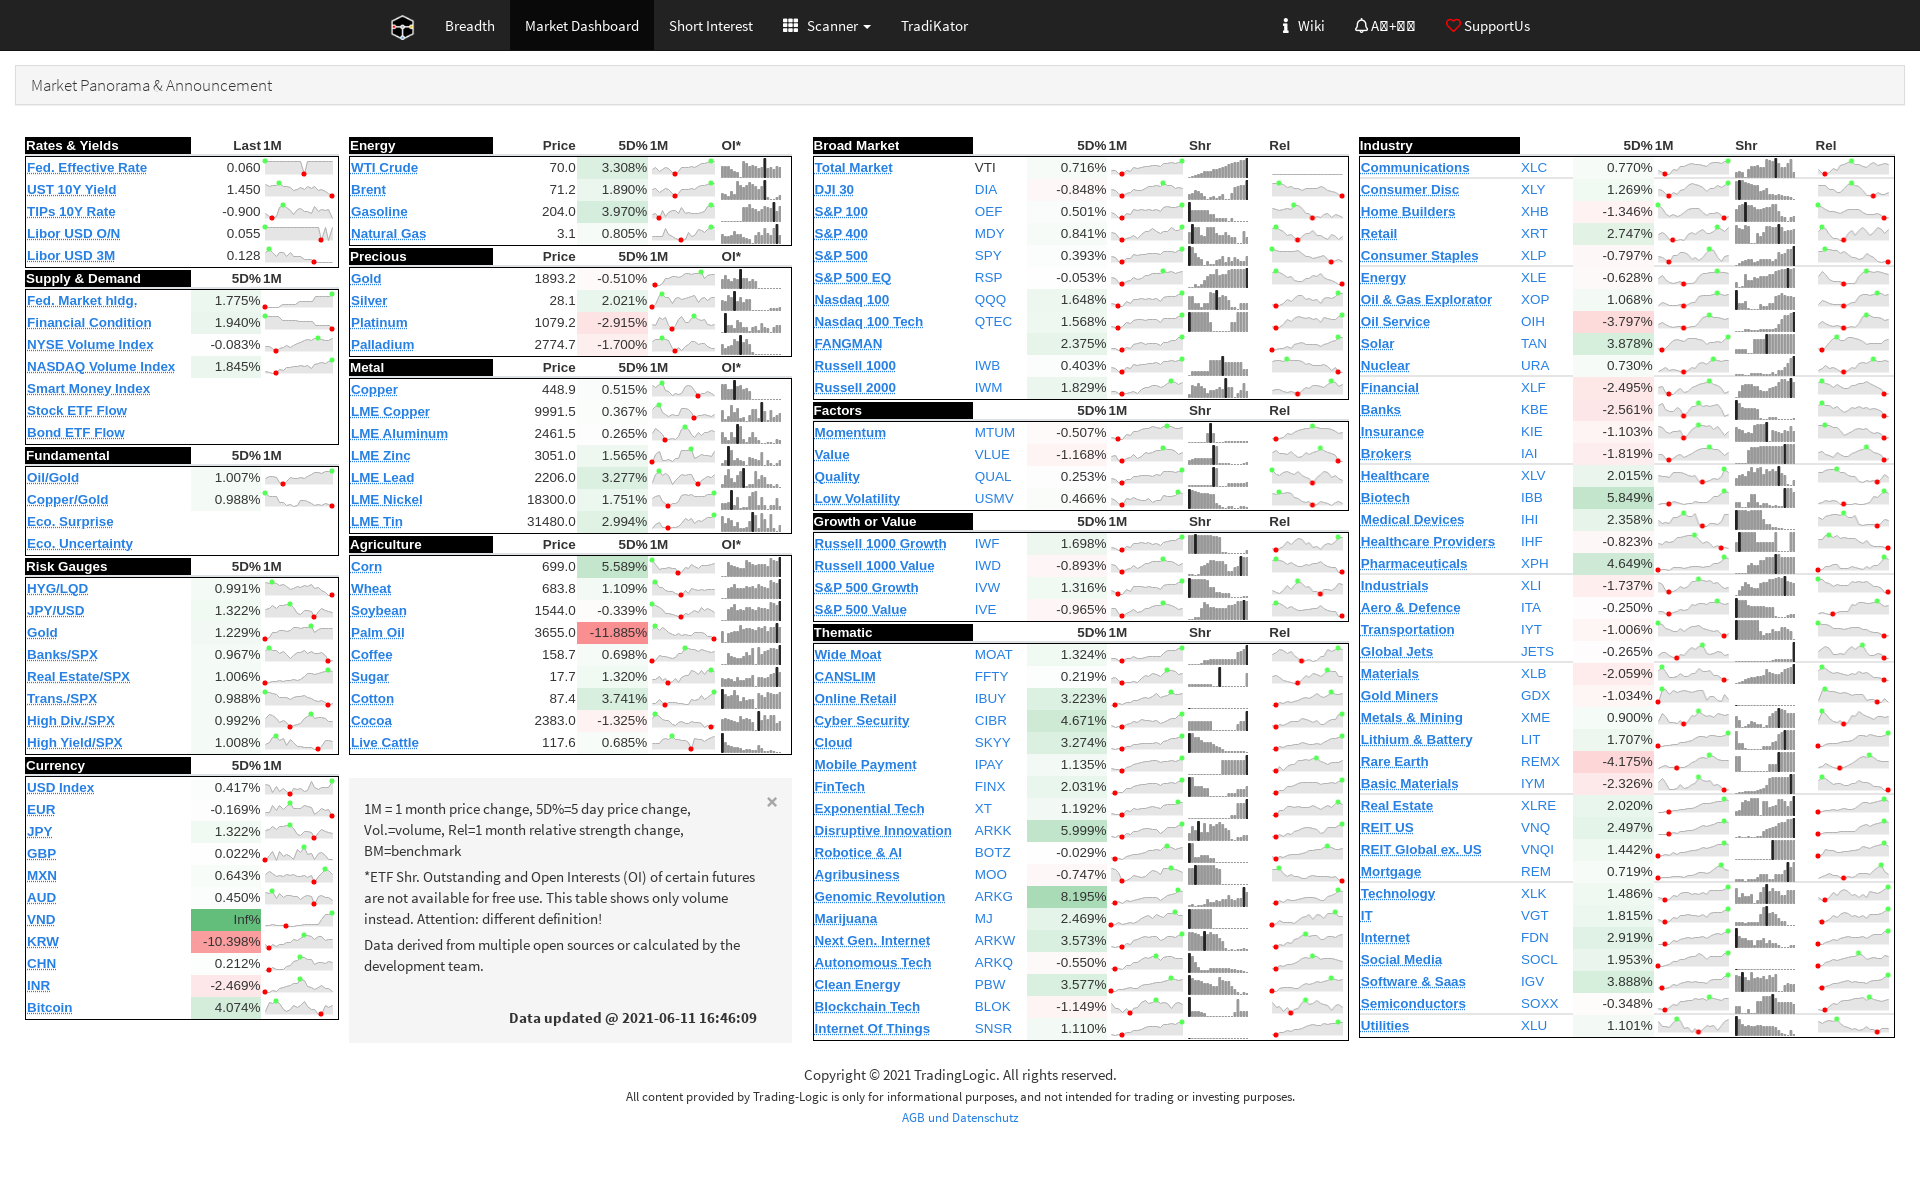 Breadth Market Dashboard Short Interest Scanner TradiKator Wiki SupportUs
Market Panorama & Announcement
Rates & Yields Last 1M
Fed. Effective Rate 0.060
UST 10Y Yield 1.450
TIPs 10Y Rate -0.900
Libor USD O/N 0.055
Libor USD 3M 0.128
Supply & Demand 5D% 1M
Fed. Market hldg. 1.775%
Financial Condition 1.940%
NYSE Volume Index -0.083%
NASDAQ Volume Index 1.845%
Smart Money Index
Stock ETF Flow
Bond ETF Flow
Fundamental 5D% 1M
Oil/Gold 1.007%
Copper/Gold 0.988%
Eco. Surprise
Eco. Uncertainty
Risk Gauges 5D% 1M
HYG/LQD 0.991%
JPY/USD 1.322%
Gold 1.229%
Banks/SPX 0.967%
Real Estate/SPX 1.006%
Trans./SPX 0.988%
High Div./SPX 0.992%
High Yield/SPX 1.008%
Currency 5D% 1M
USD Index 0.417%
EUR -0.169%
JPY 1.322%
GBP 0.022%
MXN 0.643%
AUD 0.450%
VND Inf%
KRW -10.398%
CHN 0.212%
INR -2.469%
Bitcoin 4.074%
Energy Price 5D% 1M OI*
WTI Crude 70.0 3.308%
Brent 71.2 1.890%
Gasoline 204.0 3.970%
Natural Gas 3.1 0.805%
Precious Price 5D% 1M OI*
Gold 1893.2 -0.510%
Silver 28.1 2.021%
Platinum 1079.2 -2.915%
Palladium 2774.7 -1.700%
Metal Price 5D% 1M OI*
Copper 448.9 0.515%
LME Copper 9991.5 0.367%
LME Aluminum 2461.5 0.265%
LME Zinc 3051.0 1.565%
LME Lead 2206.0 3.277%
LME Nickel 18300.0 1.751%
LME Tin 31480.0 2.994%
Agriculture Price 5D% 1M OI*
Corn 699.0 5.589%
Wheat 683.8 1.109%
Soybean 1544.0 -0.339%
Palm Oil 3655.0 -11.885%
Coffee 158.7 0.698%
Sugar 17.7 1.320%
Cotton 87.4 3.741%
Cocoa 2383.0 -1.325%
Live Cattle 117.6 0.685%
×
1M = 1 month price change, 5D%=5 day price change,
Vol.=volume, Rel=1 month relative strength change,
BM=benchmark
*ETF Shr. Outstanding and Open Interests (OI) of certain futures
are not available for free use. This table shows only volume
instead. Attention: different definition!
Data derived from multiple open sources or calculated by the
development team.
Data updated @ 2021-06-11 16:46:09
Broad Market 5D% 1M Shr Rel
Total Market VTI 0.716%
DJI 30 DIA -0.848%
S&P 100 OEF 0.501%
S&P 400 MDY 0.841%
S&P 500 SPY 0.393%
S&P 500 EQ RSP -0.053%
Nasdaq 100 QQQ 1.648%
Nasdaq 100 Tech QTEC 1.568%
FANGMAN 2.375%
Russell 1000 IWB 0.403%
Russell 2000 IWM 1.829%
Factors 5D% 1M Shr Rel
Momentum MTUM -0.507%
Value VLUE -1.168%
Quality QUAL 0.253%
Low Volatility USMV 0.466%
Growth or Value 5D% 1M Shr Rel
Russell 1000 Growth IWF 1.698%
Russell 1000 Value IWD -0.893%
S&P 500 Growth IVW 1.316%
S&P 500 Value IVE -0.965%
Thematic 5D% 1M Shr Rel
Wide Moat MOAT 1.324%
CANSLIM FFTY 0.219%
Online Retail IBUY 3.223%
Cyber Security CIBR 4.671%
Cloud SKYY 3.274%
Mobile Payment IPAY 1.135%
FinTech FINX 2.031%
Exponential Tech XT 1.192%
Disruptive Innovation ARKK 5.999%
Robotice & AI BOTZ -0.029%
Agribusiness MOO -0.747%
Genomic Revolution ARKG 8.195%
Marijuana MJ 2.469%
Next Gen. Internet ARKW 3.573%
Autonomous Tech ARKQ -0.550%
Clean Energy PBW 3.577%
Blockchain Tech BLOK -1.149%
Internet Of Things SNSR 1.110%
Industry 5D% 1M Shr Rel
Communications XLC 0.770%
Consumer Disc XLY 1.269%
Home Builders XHB -1.346%
Retail XRT 2.747%
Consumer Staples XLP -0.797%
Energy XLE -0.628%
Oil & Gas Explorator XOP 1.068%
Oil Service OIH -3.797%
Solar TAN 3.878%
Nuclear URA 0.730%
Financial XLF -2.495%
Banks KBE -2.561%
Insurance KIE -1.103%
Brokers IAI -1.819%
Healthcare XLV 2.015%
Biotech IBB 5.849%
Medical Devices IHI 2.358%
Healthcare Providers IHF -0.823%
Pharmaceuticals XPH 4.649%
Industrials XLI -1.737%
Aero & Defence ITA -0.250%
Transportation IYT -1.006%
Global Jets JETS -0.265%
Materials XLB -2.059%
Gold Miners GDX -1.034%
Metals & Mining XME 0.900%
Lithium & Battery LIT 1.707%
Rare Earth REMX -4.175%
Basic Materials IYM -2.326%
Real Estate XLRE 2.020%
REIT US VNQ 2.497%
REIT Global ex. US VNQI 1.442%
Mortgage REM 0.719%
Technology XLK 1.486%
IT VGT 1.815%
Internet FDN 2.919%
Social Media SOCL 1.953%
Software & Saas IGV 3.888%
Semiconductors SOXX -0.348%
Utilities XLU 1.101%
Copyright © 2021 TradingLogic. All rights reserved.
All content provided by Trading-Logic is only for informational purposes, and not intended for trading or investing purposes.
AGB und Datenschutz